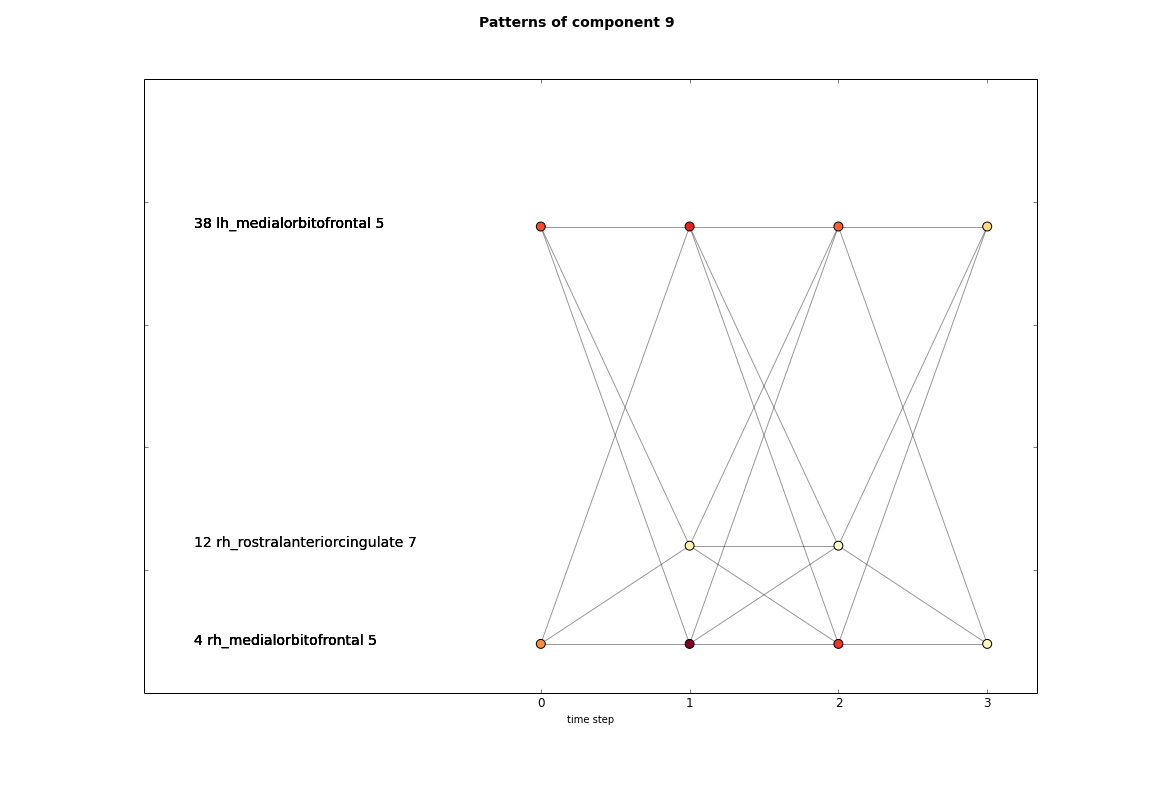 Patterns of component 9
38 lh_medialorbitofrontal 5
12 rh_rostralanteriorcingulate 7
4 rh_medialorbitofrontal 5
0 1 2 3
time step